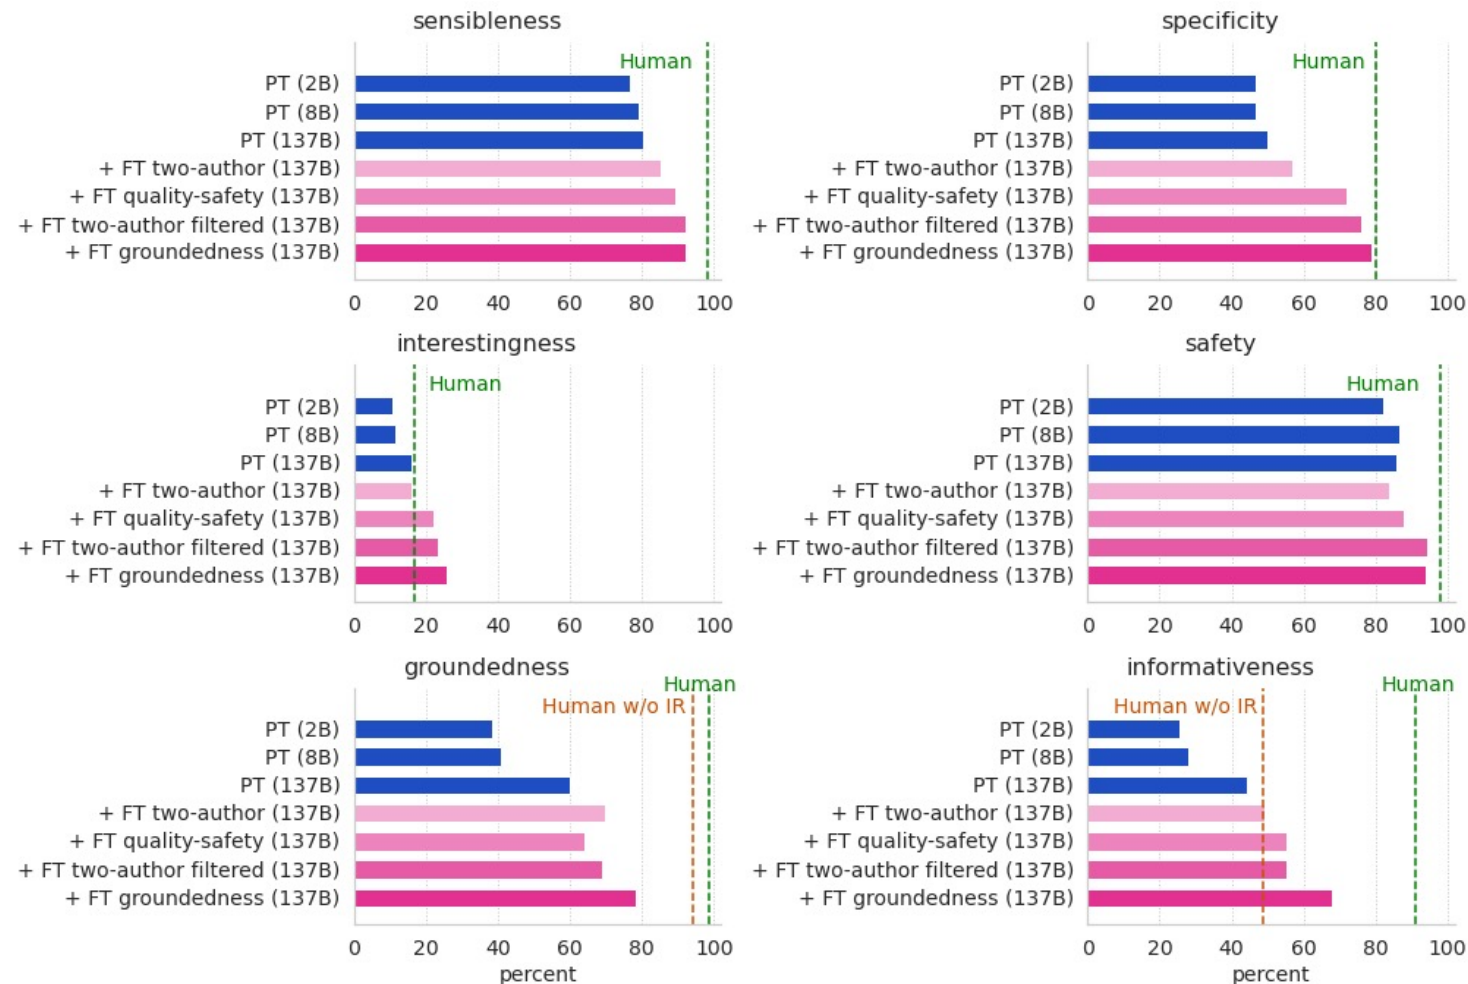 sensibleness
Human
PT (2B)
PT (8B)
PT (137B)
+ FT two-author (137B)
+ FT quality-safety (137B)
+ FT two-author filtered (137B)
+ FT groundedness (137B)
0 20 40 60 80 100
specificity
Human
PT (2B)
PT (8B)
PT (137B)
+ FT two-author (137B)
+ FT quality-safety (137B)
+ FT two-author filtered (137B)
+ FT groundedness (137B)
0 20 40 60 80 100
interestingness
Human
PT (2B)
PT (8B)
PT (137B)
+ FT two-author (137B)
+ FT quality-safety (137B)
+ FT two-author filtered (137B)
+ FT groundedness (137B)
0 20 40 60 80 100
safety
Human
PT (2B)
PT (8B)
PT (137B)
+ FT two-author (137B)
+ FT quality-safety (137B)
+ FT two-author filtered (137B)
+ FT groundedness (137B)
0 20 40 60 80 100
groundedness
Human
Human w/o IR
PT (2B)
PT (8B)
PT (137B)
+ FT two-author (137B)
+ FT quality-safety (137B)
+ FT two-author filtered (137B)
+ FT groundedness (137B)
0 20 40 60 80 100
percent
informativeness
Human
Human w/o IR
PT (2B)
PT (8B)
PT (137B)
+ FT two-author (137B)
+ FT quality-safety (137B)
+ FT two-author filtered (137B)
+ FT groundedness (137B)
0 20 40 60 80 100
percent